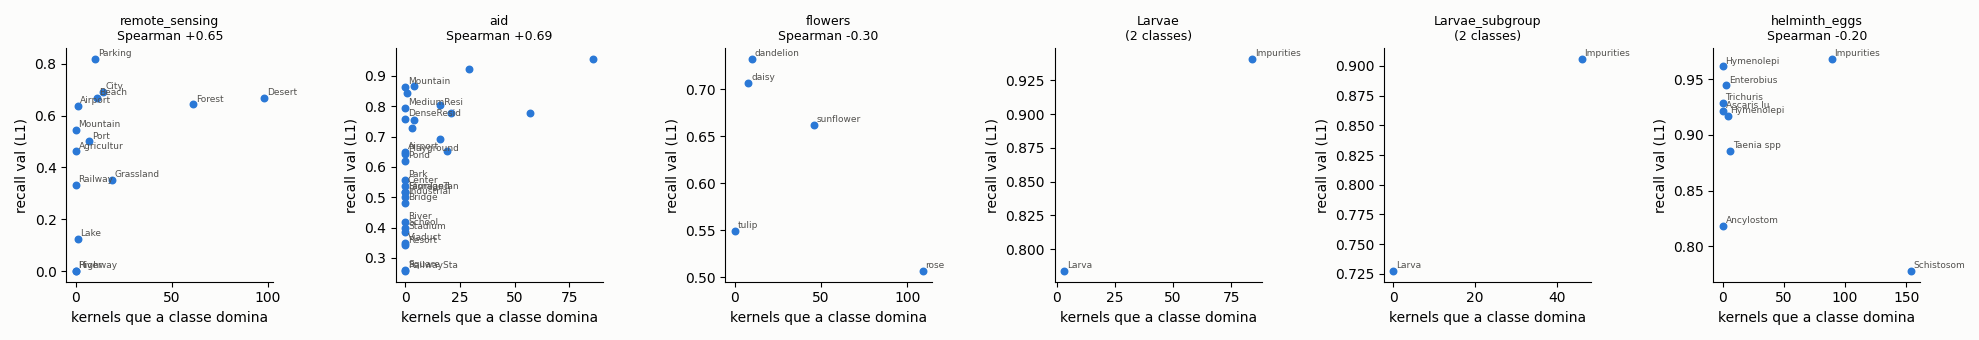 remote_sensing
Spearman +0.65
recall val (L1)
0.8
0.6
0.4
0.2
0.0
Parking
City
Beach
Airport
Forest
Desert
Mountain
Port
Agricultur
Railway
Grassland
Lake
0
50
100
kernels que a classe domina
aid
Spearman +0.69
recall val (L1)
0.9
0.8
0.7
0.6
0.5
0.4
0.3
Mountain
MediumResi
DenseResid
Airport
Playground
Pond
Park
Center
Industrial
Bridge
River
School
Stadium
Viaduct
Resort
Square
RailwaySta
0
25
50
75
kernels que a classe domina
flowers
Spearman -0.30
recall val (L1)
0.70
0.65
0.60
0.55
0.50
dandelion
daisy
sunflower
tulip
rose
0
50
100
kernels que a classe domina
Larvae
(2 classes)
recall val (L1)
0.925
0.900
0.875
0.850
0.825
0.800
Impurities
Larva
0
25
50
75
kernels que a classe domina
Larvae_subgroup
(2 classes)
recall val (L1)
0.900
0.875
0.850
0.825
0.800
0.775
0.750
0.725
Impurities
Larva
0
20
40
kernels que a classe domina
helminth_eggs
Spearman -0.20
recall val (L1)
0.95
0.90
0.85
0.80
Impurities
Hymenolepi
Enterobius
Trichuris
Ascaris lu
Hymenolepi
Taenia spp
Ancylostom
Schistosom
0
50
100
150
kernels que a classe domina